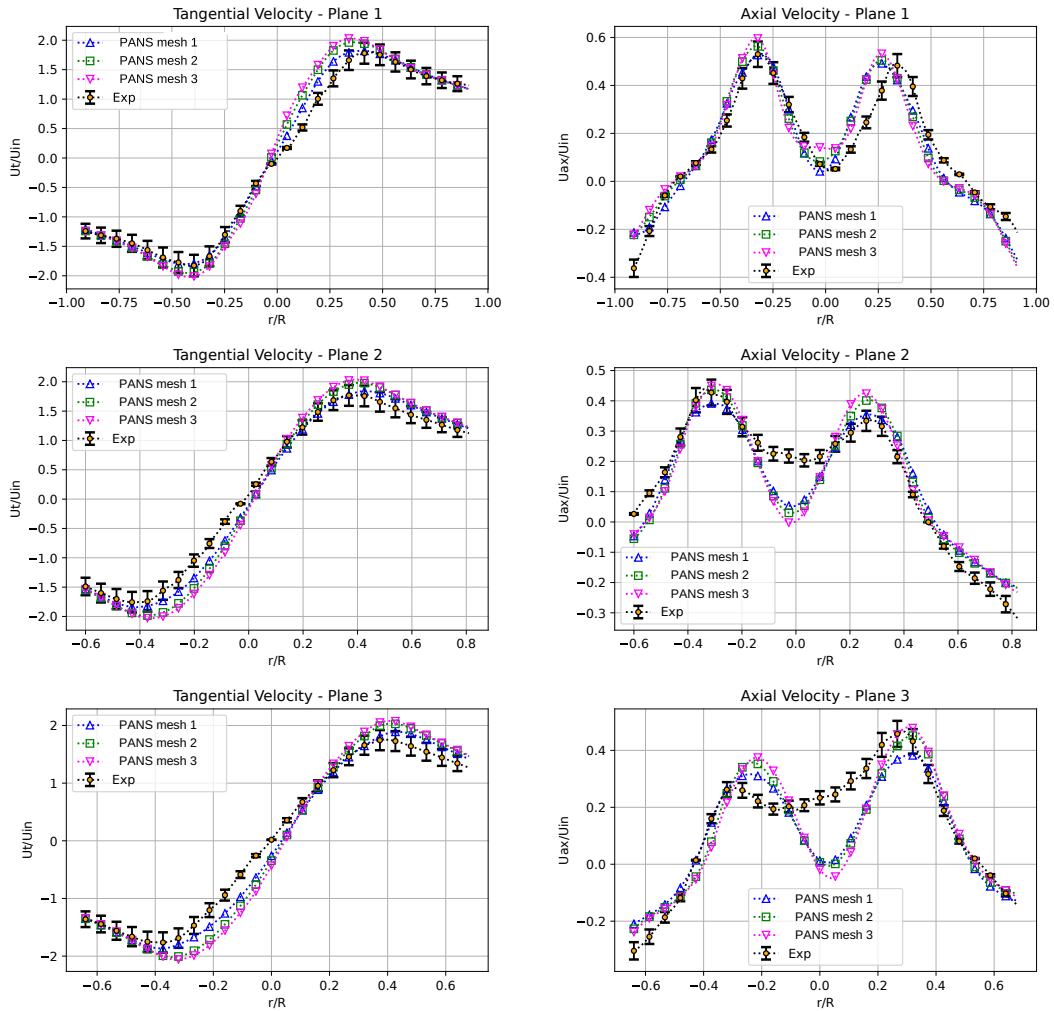 Tangential Velocity - Plane 1
Ut/Uin
2.0
1.5
1.0
0.5
0.0
−0.5
−1.0
−1.5
−2.0
PANS mesh 1
PANS mesh 2
PANS mesh 3
Exp
−1.00 −0.75 −0.50 −0.25 0.00 0.25 0.50 0.75 1.00
r/R
Axial Velocity - Plane 1
Uax/Uin
0.6
0.4
0.2
0.0
−0.2
−0.4
PANS mesh 1
PANS mesh 2
PANS mesh 3
Exp
−1.00 −0.75 −0.50 −0.25 0.00 0.25 0.50 0.75 1.00
r/R
Tangential Velocity - Plane 2
Ut/Uin
2.0
1.5
1.0
0.5
0.0
−0.5
−1.0
−1.5
−2.0
PANS mesh 1
PANS mesh 2
PANS mesh 3
Exp
−0.6 −0.4 −0.2 0.0 0.2 0.4 0.6 0.8
r/R
Axial Velocity - Plane 2
Uax/Uin
0.5
0.4
0.3
0.2
0.1
0.0
−0.1
−0.2
−0.3
PANS mesh 1
PANS mesh 2
PANS mesh 3
Exp
−0.6 −0.4 −0.2 0.0 0.2 0.4 0.6 0.8
r/R
Tangential Velocity - Plane 3
Ut/Uin
2
1
0
−1
−2
PANS mesh 1
PANS mesh 2
PANS mesh 3
Exp
−0.6 −0.4 −0.2 0.0 0.2 0.4 0.6
r/R
Axial Velocity - Plane 3
Uax/Uin
0.4
0.2
0.0
−0.2
PANS mesh 1
PANS mesh 2
PANS mesh 3
Exp
−0.6 −0.4 −0.2 0.0 0.2 0.4 0.6
r/R